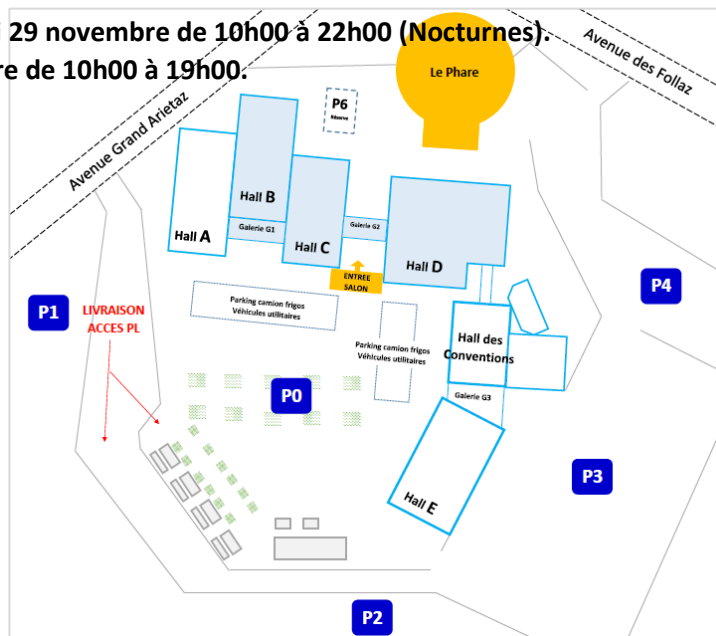 i 29 novembre de 10h00 à 22h00 (Nocturnes).
re de 10h00 à 19h00.
Avenue des Follaz
Le Phare
Avenue Grand Arietaz
P6
Réserve
Hall B
Hall A
Galerie G1
Hall C
Galerie G2
Hall D
ENTREE
SALON
P4
P1
LIVRAISON
ACCES PL
Parking camion frigos
Véhicules utilitaires
Parking camion frigos
Véhicules utilitaires
Hall des
Conventions
Galerie G3
P0
P3
Hall E
P2